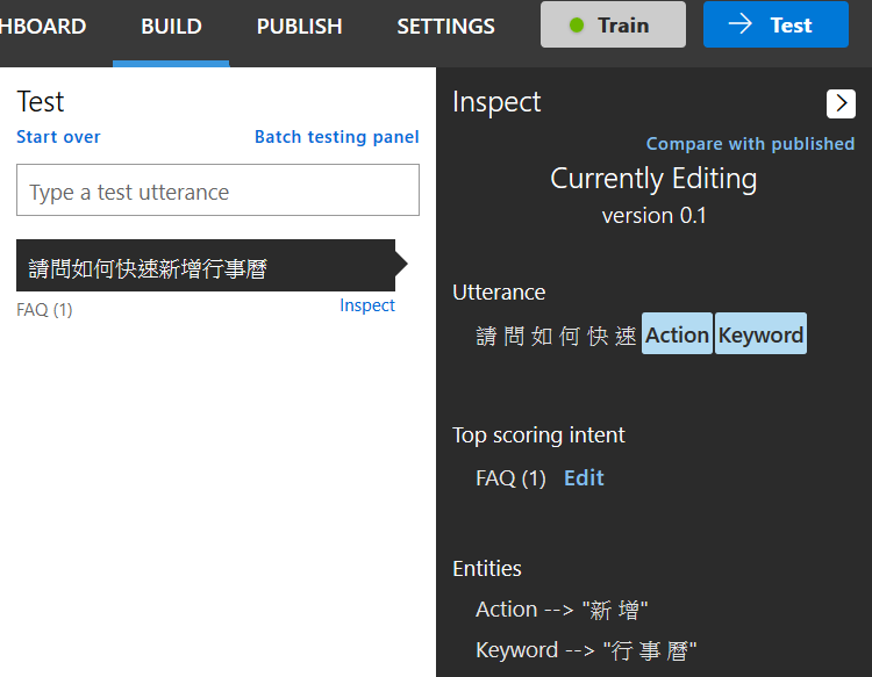 HBOARD BUILD PUBLISH SETTINGS Train Test
Test
Start over Batch testing panel
Type a test utterance
請問如何快速新增行事曆
FAQ (1) Inspect
Inspect
Compare with published
Currently Editing
version 0.1
Utterance
請 問 如 何 快 速 Action Keyword
Top scoring intent
FAQ (1) Edit
Entities
Action --> "新 增"
Keyword --> "行 事 曆"